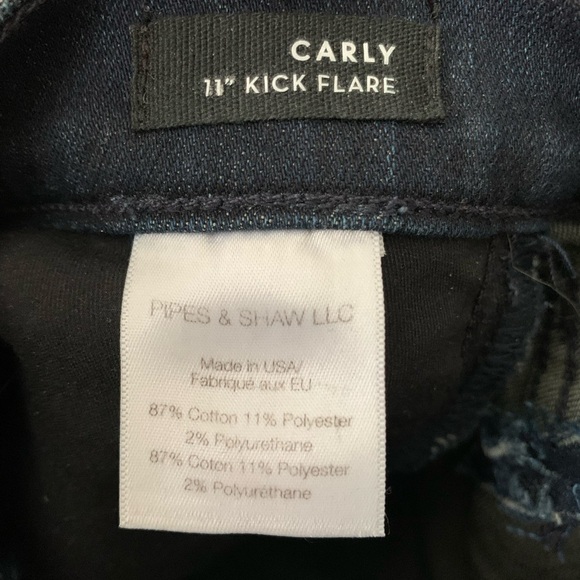 CARLY
11" KICK FLARE
PIPES & SHAW LLC
Made in USA/
Fabriqué aux EU
87% Cotton 11% Polyester
2% Polyurethane
87% Coton 11% Polyester
2% Polyuréthane